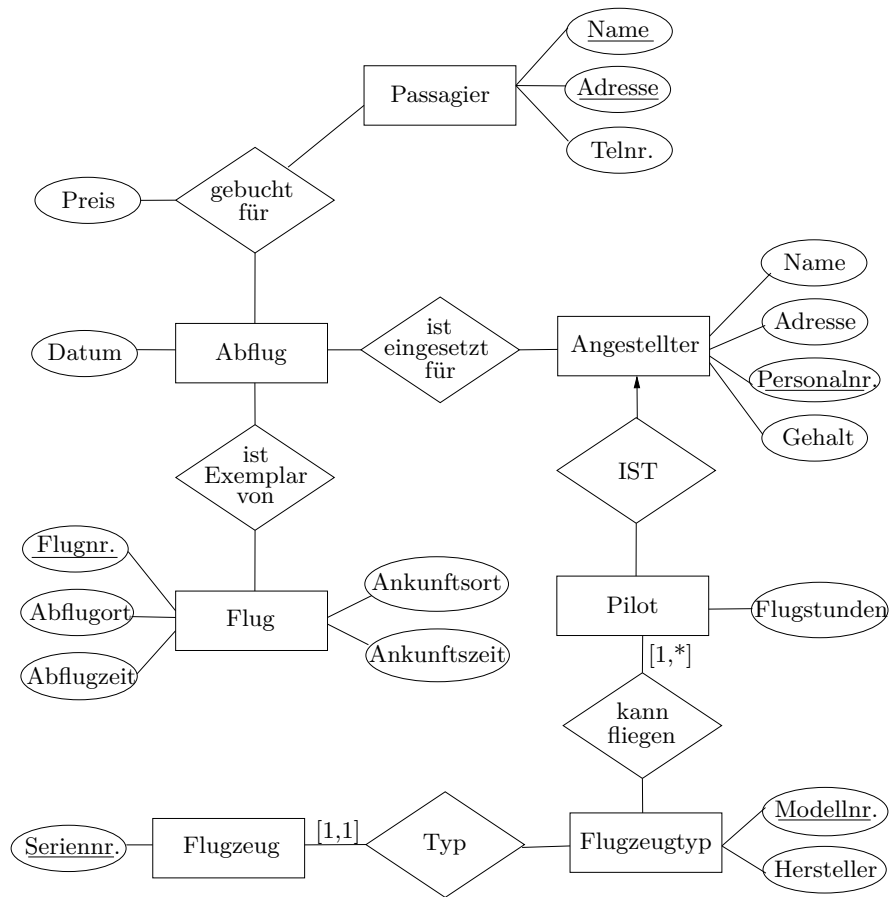 Name
Passagier
Adresse
Telnr.
gebucht
für
Preis
Name
Datum
Abflug
ist
eingesetzt
für
Angestellter
Adresse
Personalnr.
Gehalt
ist
Exemplar
von
IST
Flugnr.
Abflugort
Abflugzeit
Flug
Ankunftsort
Ankunftszeit
Pilot
Flugstunden
[1,*]
kann
fliegen
Seriennr.
Flugzeug
[1,1]
Typ
Flugzeugtyp
Modellnr.
Hersteller